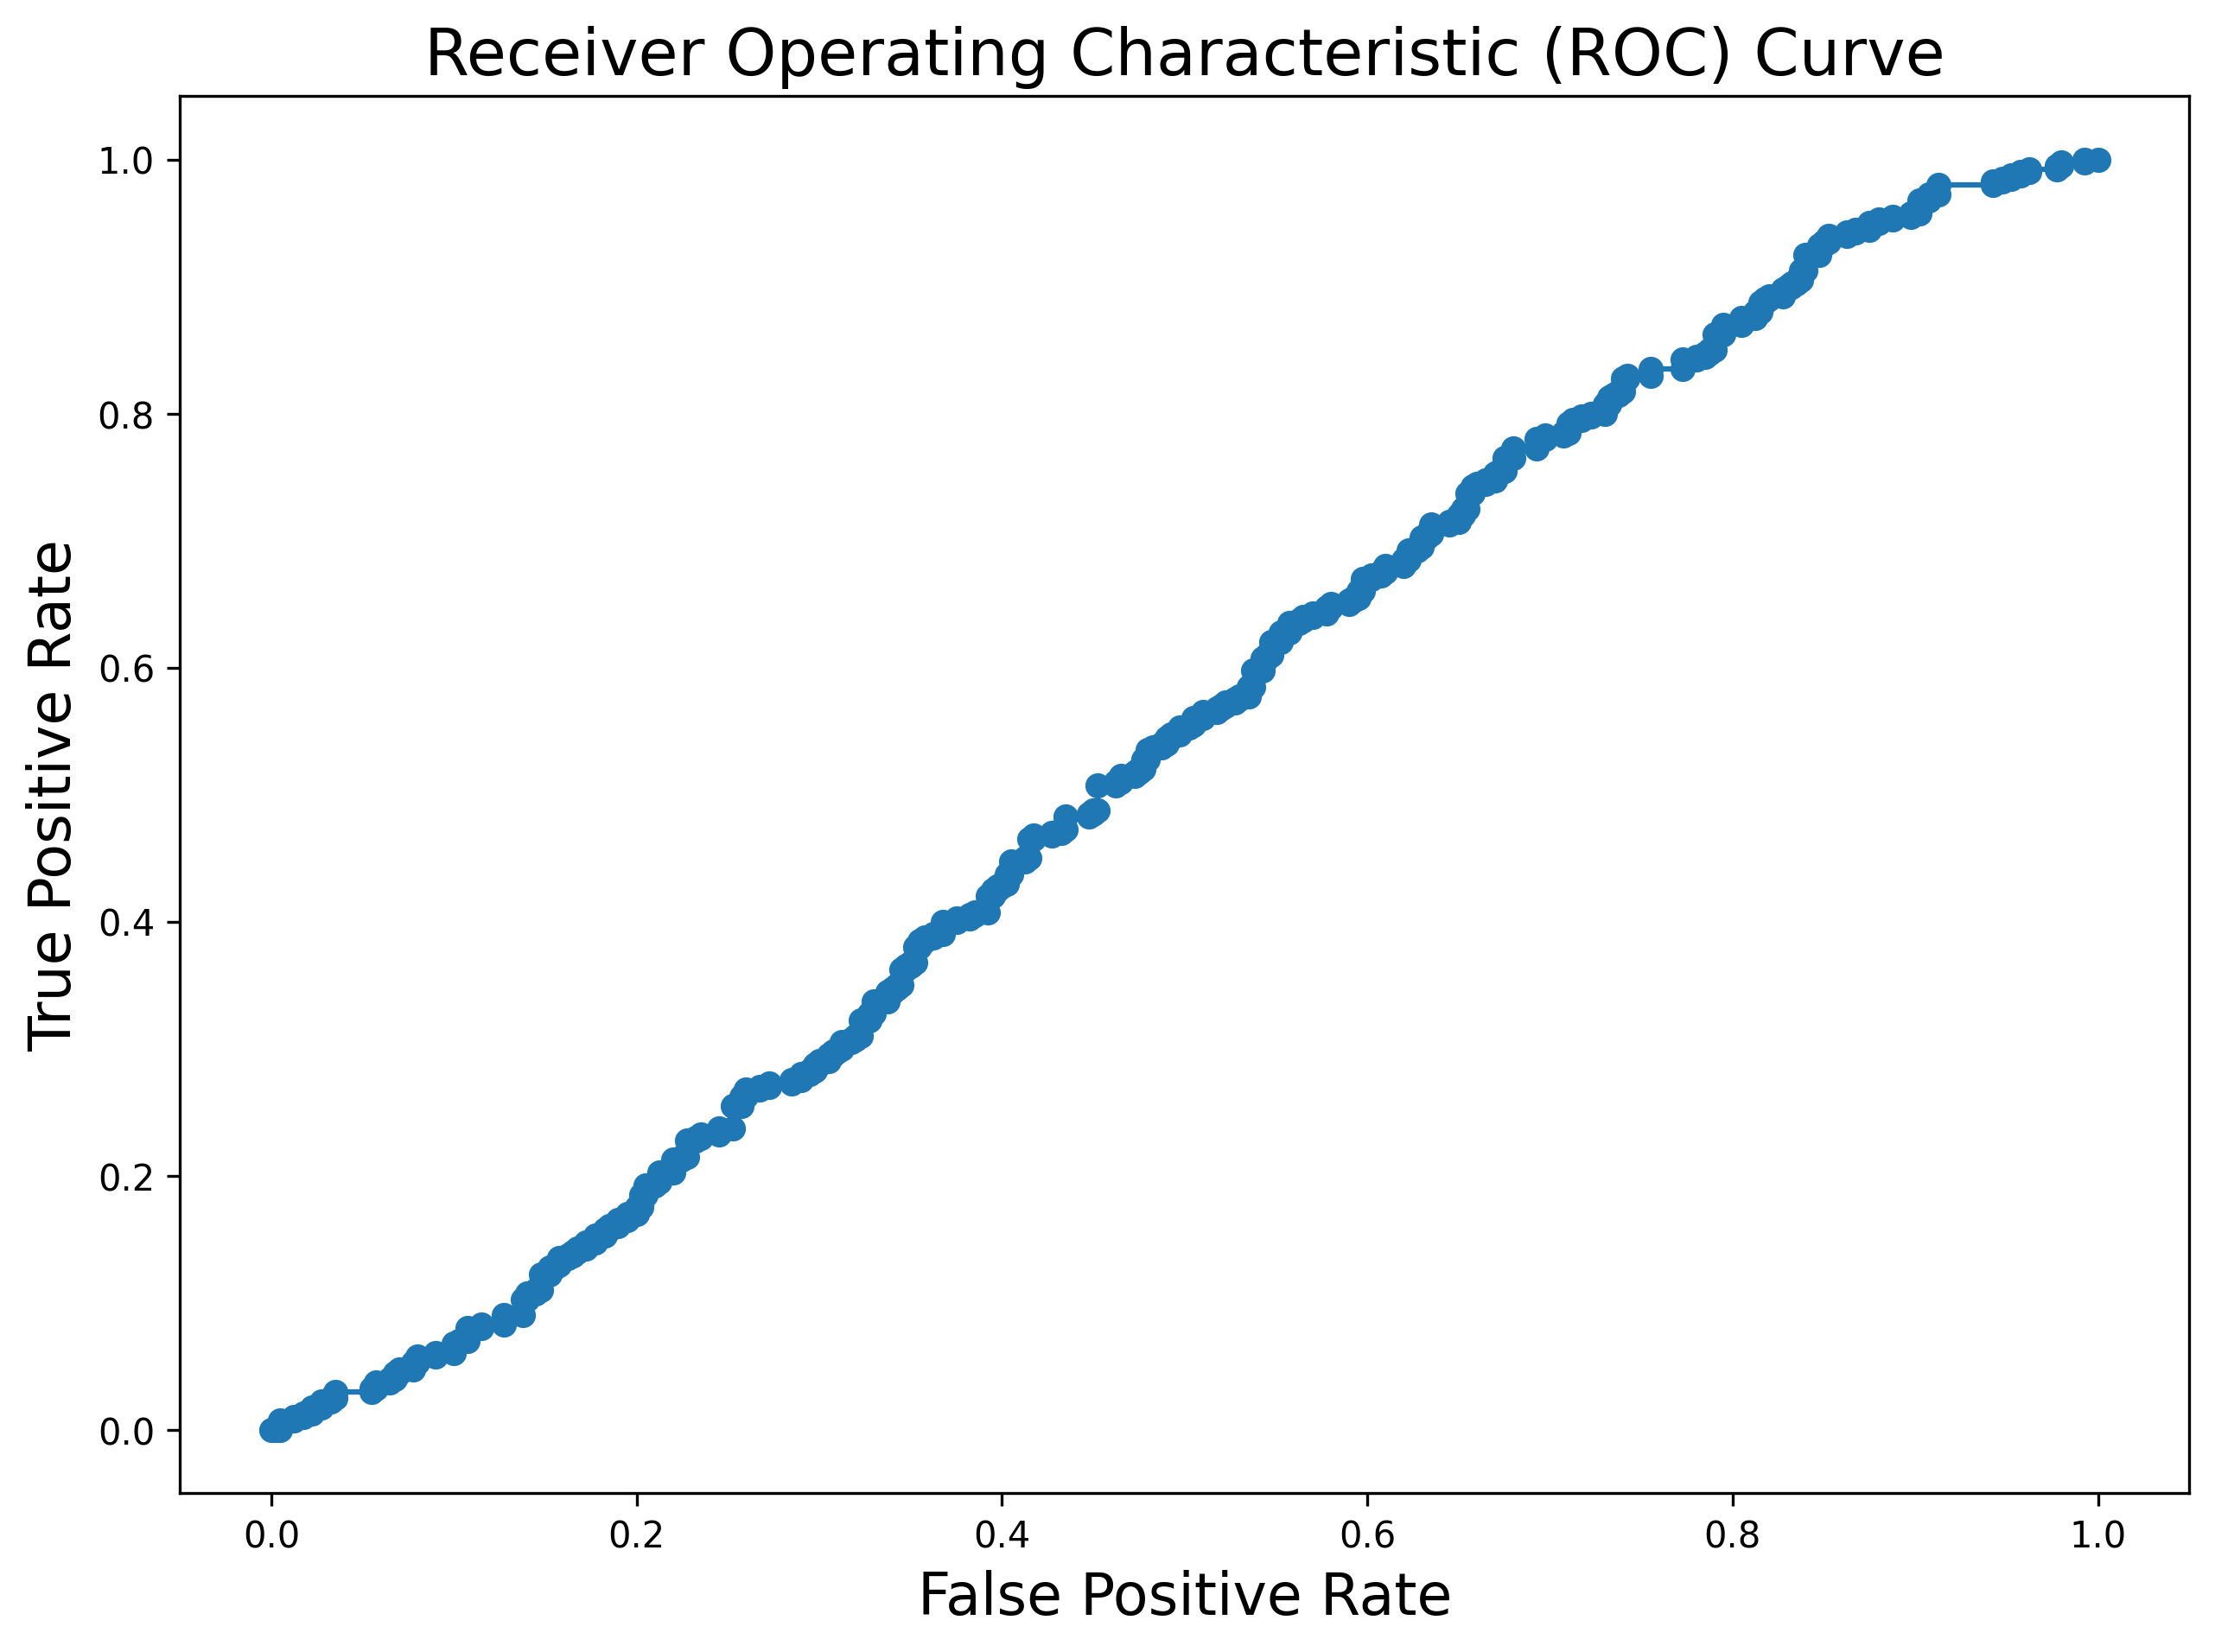 Receiver Operating Characteristic (ROC) Curve
True Positive Rate
1.0
0.8
0.6
0.4
0.2
0.0
0.0 0.2 0.4 0.6 0.8 1.0
False Positive Rate